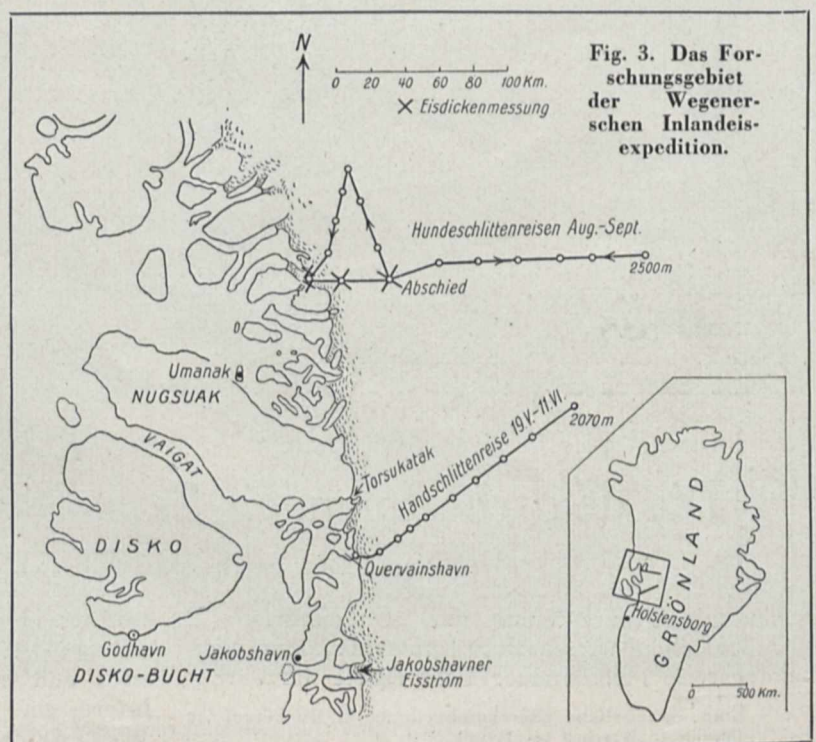 N
0 20 40 60 80 100 Km.
× Eisdickenmessung
Fig. 3. Das For-
schungsgebiet
der Wegener-
schen Inlandeis-
expedition.
Hundeschlittenreisen Aug.-Sept.
2500m
Abschied
Umanak
NUGSUAK
VAIGAT
Torsukatak
Handschlittenreise 19.V.-11.VI.
2070m
DISKO
Quervainshavn
Godhavn
Jakobshavn
DISKO-BUCHT
Jakobshavner
Eisstrom
GRÖNLAND
Holstensborg
0 500 Km.